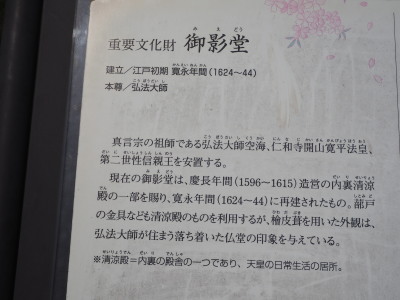 重要文化財 御影堂
建立／江戸初期 寛永年間(1624〜44)
本尊／弘法大師
真言宗の祖師である弘法大師空海、仁和寺開山寛平法皇、
第二世性信親王を安置する。
現在の御影堂は、慶長年間(1596〜1615)造営の内裏清涼
殿の一部を賜り、寛永年間(1624〜44)に再建されたもの。蔀戸
の金具なども清涼殿のものを利用するが、檜皮葺を用いた外観は、
弘法大師が住まう落ち着いた仏堂の印象を与えている。
※清涼殿＝内裏の殿舎の一つであり、天皇の日常生活の居所。